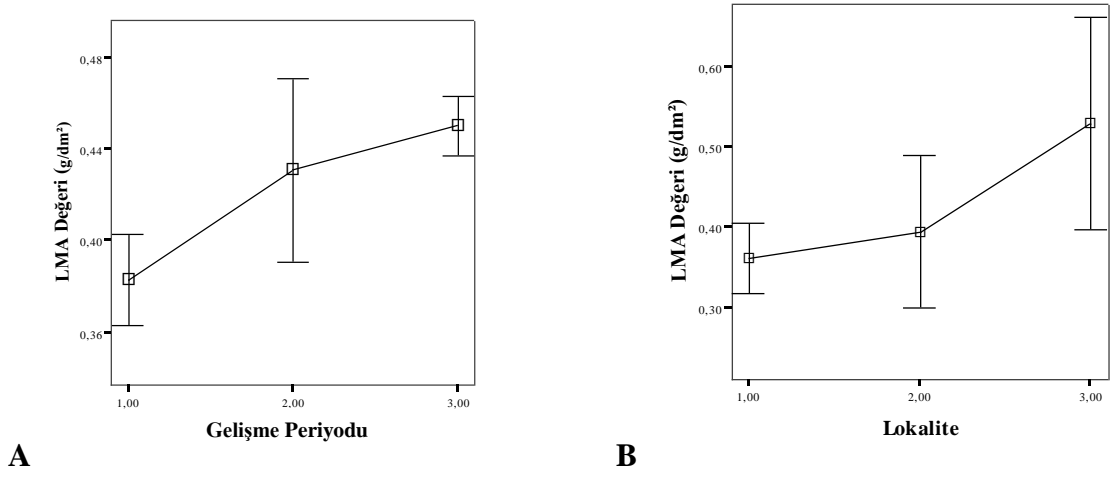 0,48
0,44
0,40
0,36
LMA Değeri (g/dm²)
1,00 2,00 3,00
Gelişme Periyodu
A
0,60
0,50
0,40
0,30
LMA Değeri (g/dm²)
1,00 2,00 3,00
Lokalite
B